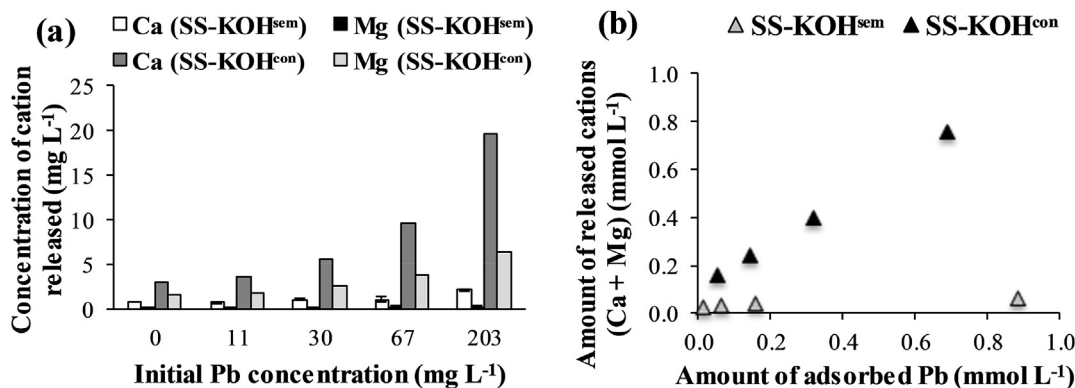 (a)
Ca (SS-KOHsem) Mg (SS-KOHsem)
Ca (SS-KOHcon) Mg (SS-KOHcon)
Concentration of cation
released (mg L-1)
25
20
15
10
5
0
0 11 30 67 203
Initial Pb concentration (mg L-1)
(b)
SS-KOHsem SS-KOHcon
Amount of released cations
(Ca + Mg) (mmol L-1)
1.0
0.8
0.6
0.4
0.2
0.0
0.0 0.2 0.4 0.6 0.8 1.0
Amount of adsorbed Pb (mmol L-1)